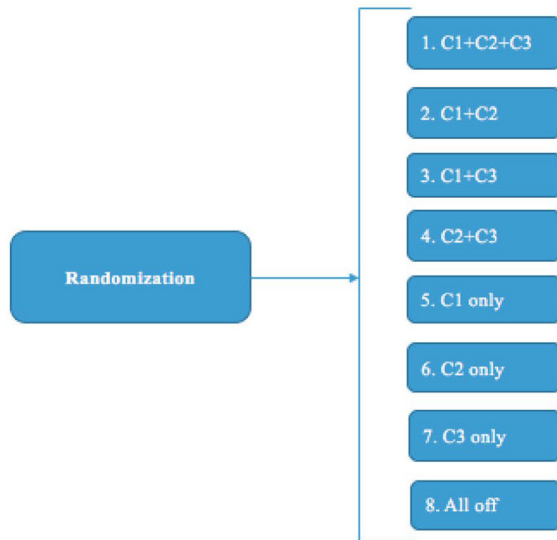 1. C1+C2+C3
2. C1+C2
3. C1+C3
4. C2+C3
Randomization
5. C1 only
6. C2 only
7. C3 only
8. All off